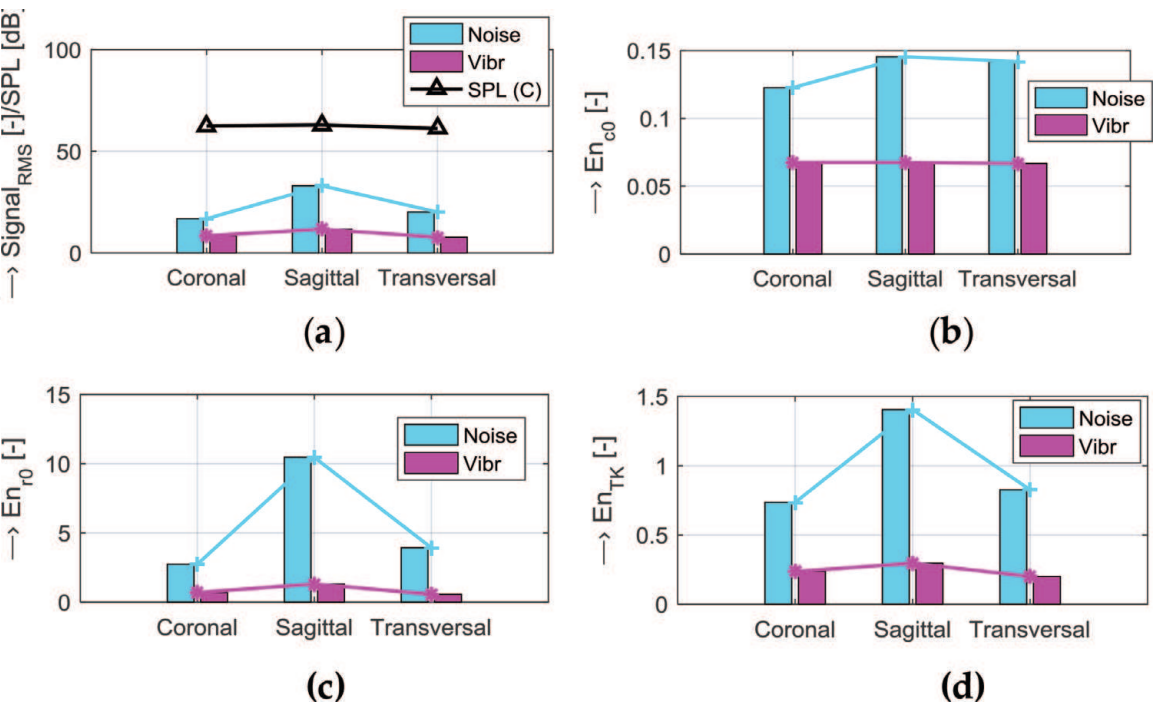 —> Signal_RMS [-]/SPL [dB]
100
50
0
Noise
Vibr
SPL (C)
Coronal Sagittal Transversal
(a)
—> En_c0 [-]
0.15
0.1
0.05
0
Noise
Vibr
Coronal Sagittal Transversal
(b)
—> En_r0 [-]
15
10
5
0
Noise
Vibr
Coronal Sagittal Transversal
(c)
—> En_TK [-]
1.5
1
0.5
0
Noise
Vibr
Coronal Sagittal Transversal
(d)